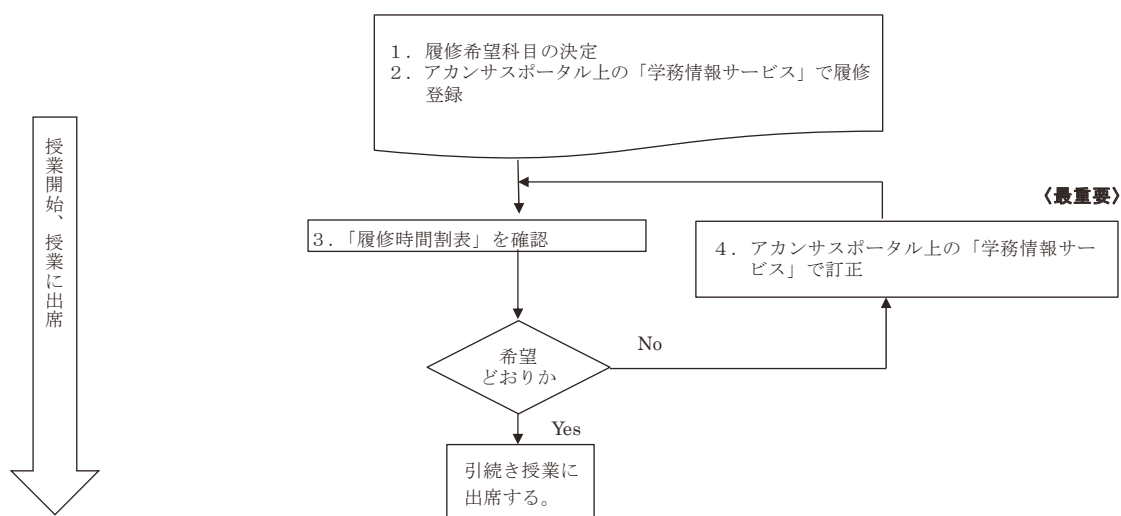 1．履修希望科目の決定
2．アカンサスポータル上の「学務情報サービス」で履修
登録
授業開始、授業に出席
〈最重要〉
3．「履修時間割表」を確認
4．アカンサスポータル上の「学務情報サー
ビス」で訂正
希望
どおりか
No
Yes
引続き授業に
出席する。